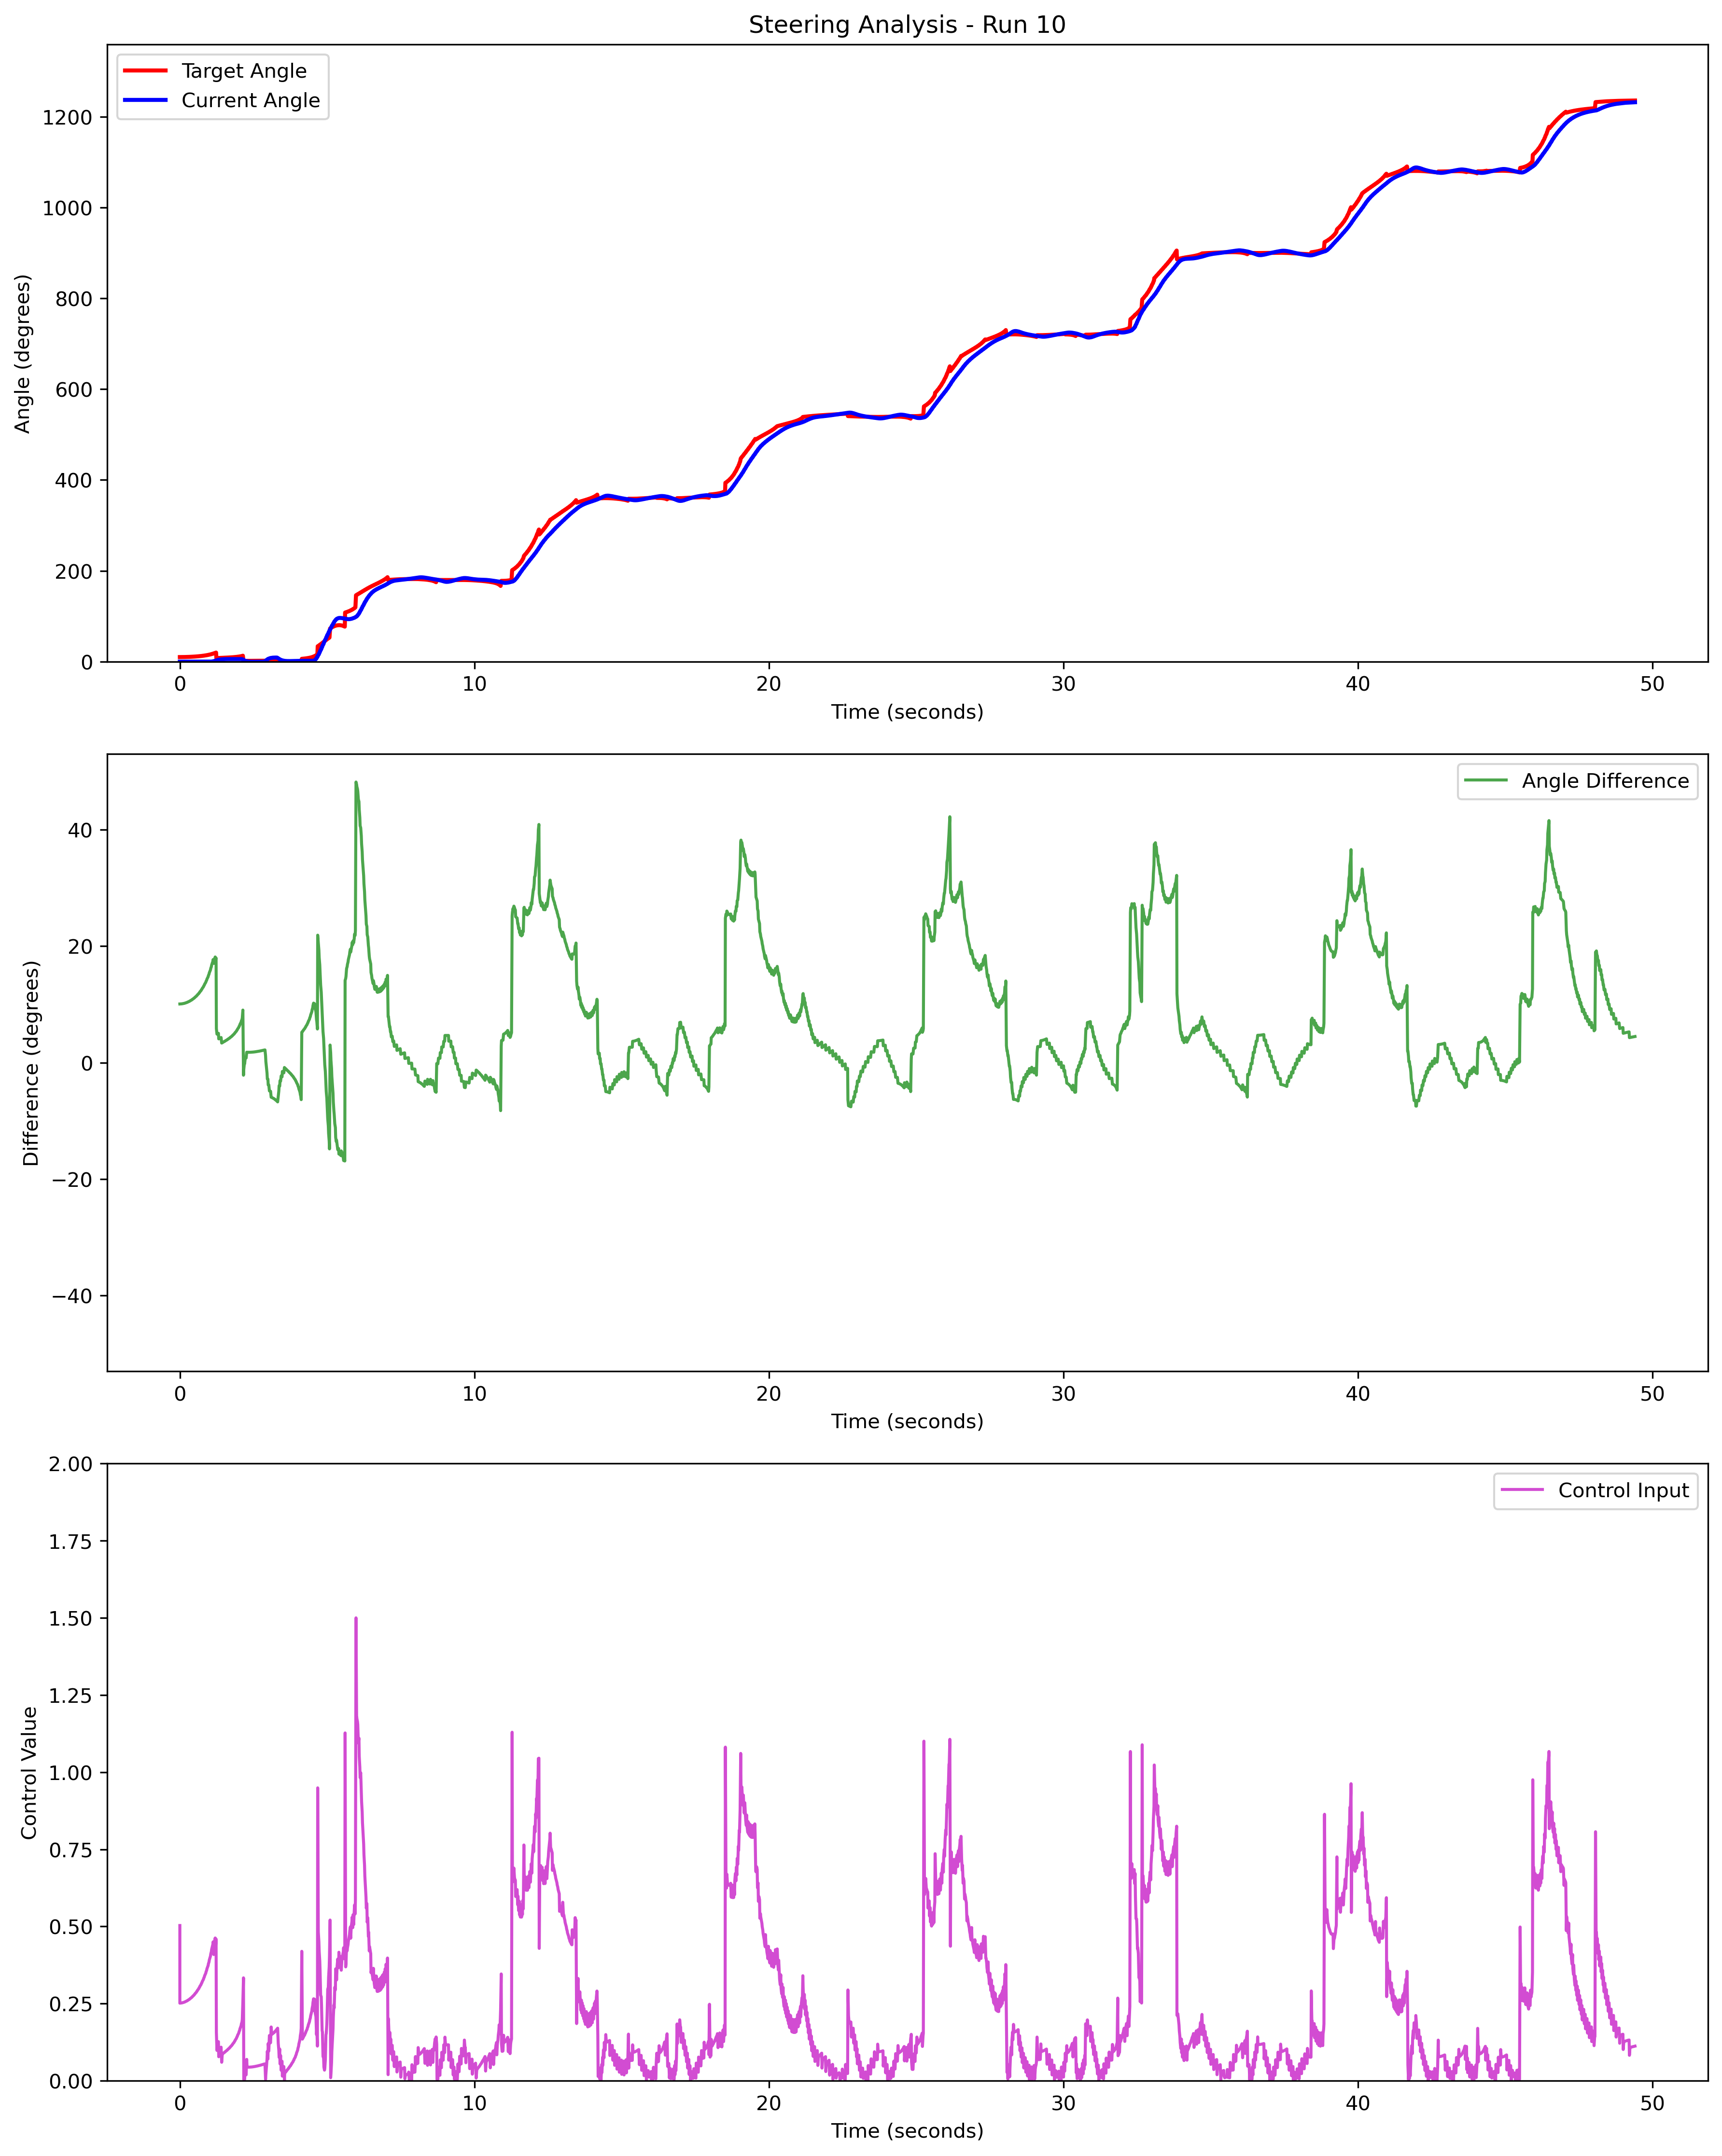 Steering Analysis - Run 10
Target Angle
Current Angle
Angle (degrees)
1200
1000
800
600
400
200
0
0 10 20 30 40 50
Time (seconds)
Angle Difference
Difference (degrees)
40
20
0
−20
−40
0 10 20 30 40 50
Time (seconds)
Control Input
Control Value
2.00
1.75
1.50
1.25
1.00
0.75
0.50
0.25
0.00
0 10 20 30 40 50
Time (seconds)